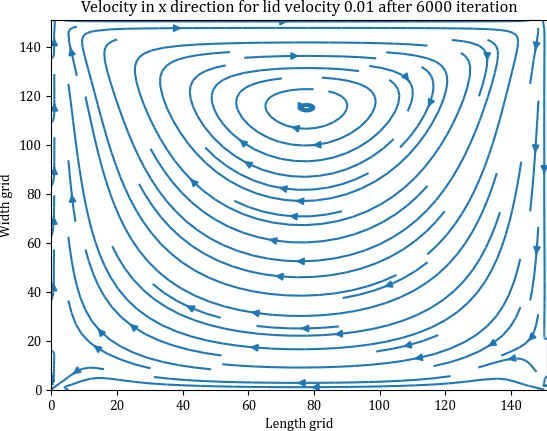 Velocity in x direction for lid velocity 0.01 after 6000 iteration
140
120
100
80
60
40
20
0
Width grid
0 20 40 60 80 100 120 140
Length grid